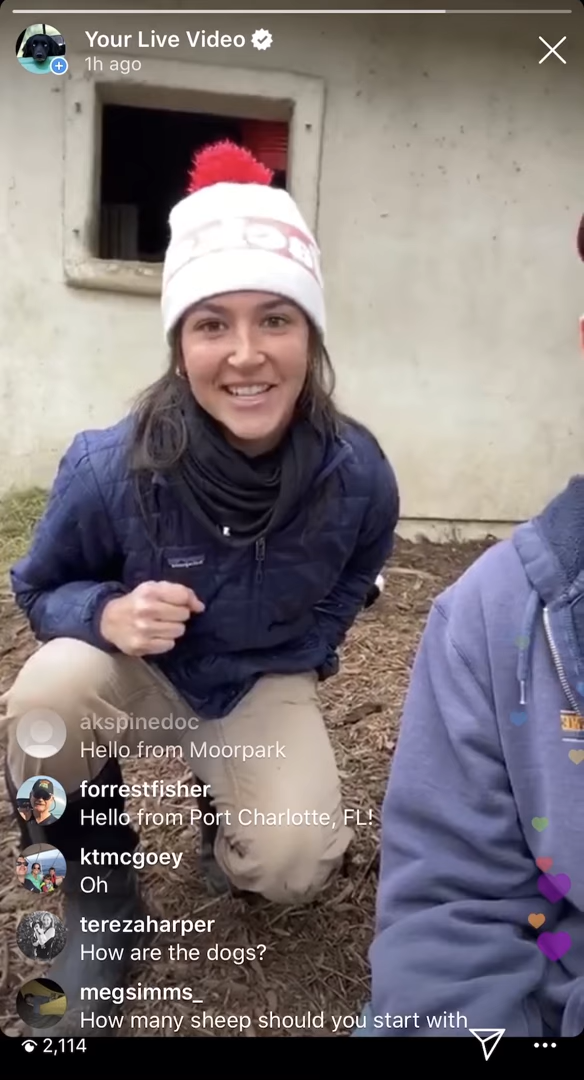 Your Live Video
1h ago
akspinedoc
Hello from Moorpark
forrestfisher
Hello from Port Charlotte, FL!
ktmcgoey
Oh
terezaharper
How are the dogs?
megsimms_
How many sheep should you start with
2,114